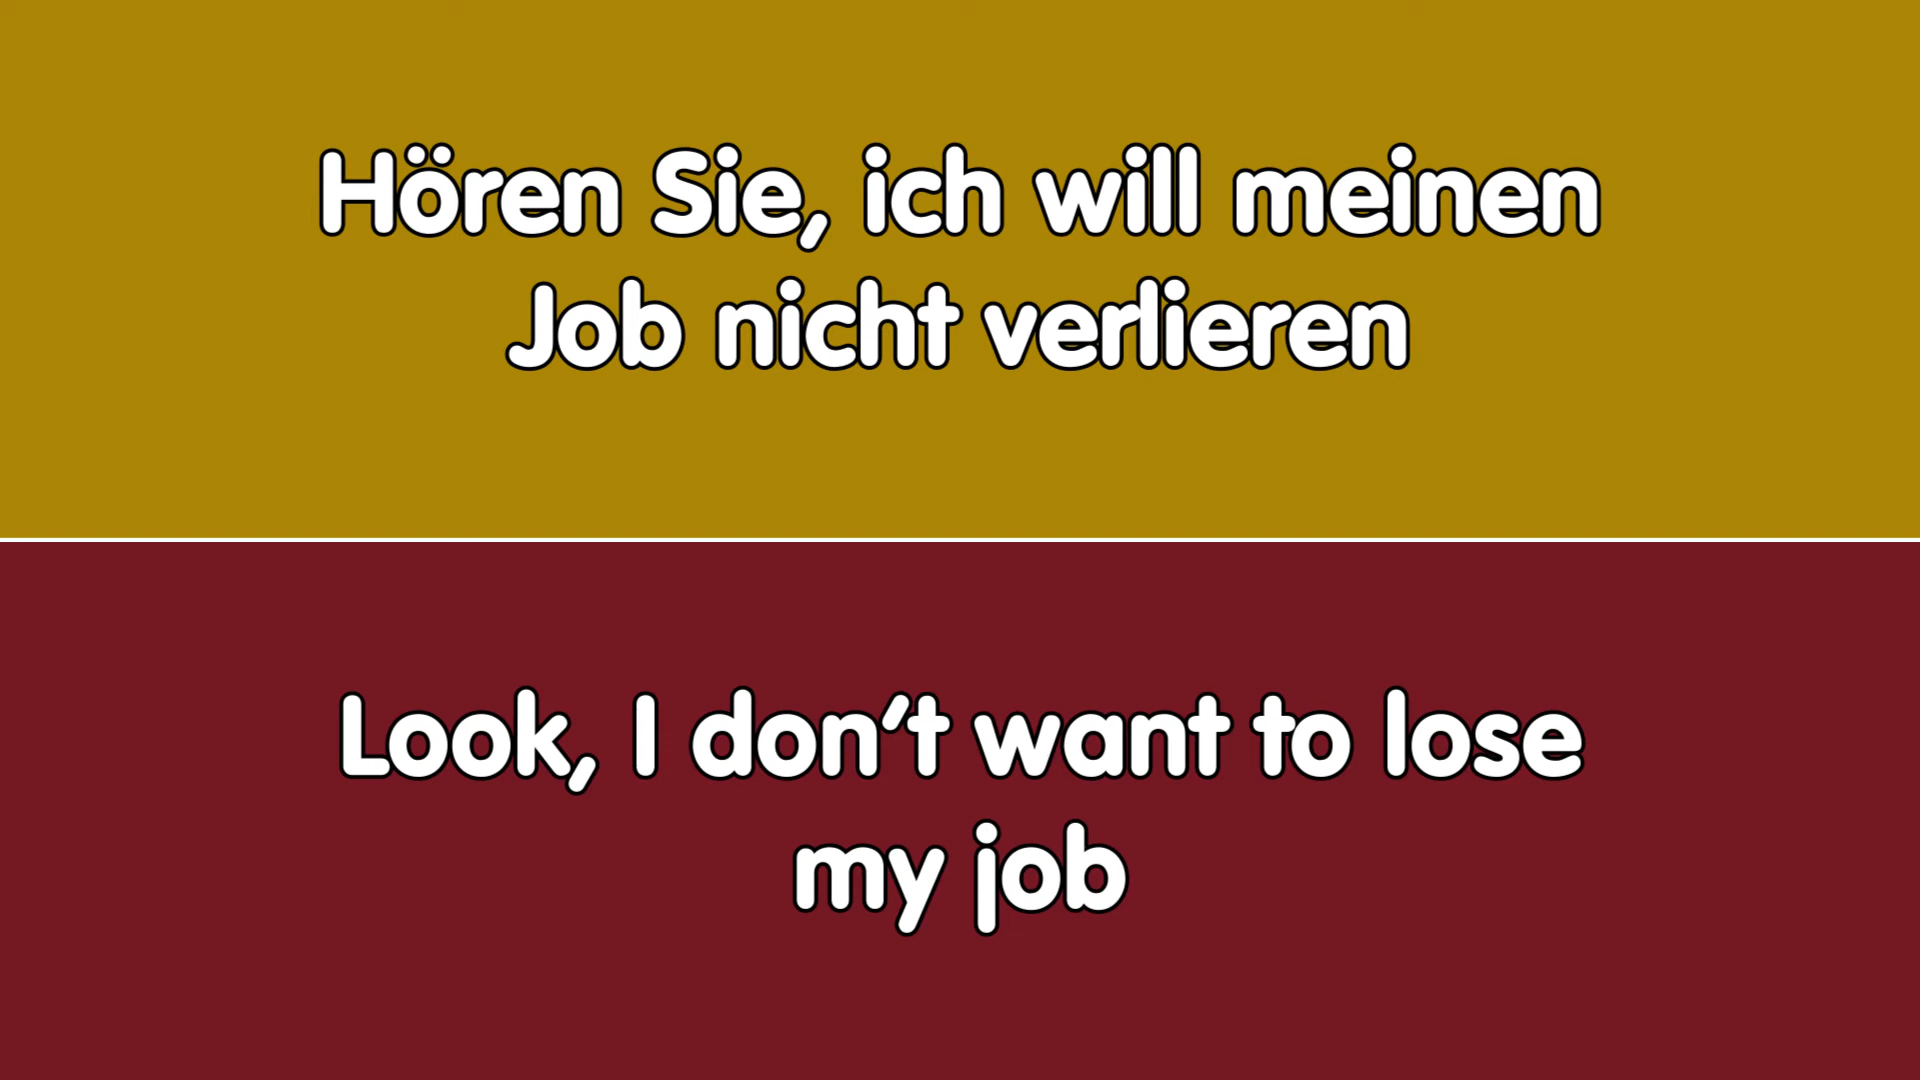 Hören Sie, ich will meinen
Job nicht verlieren
Look, I don't want to lose
my job